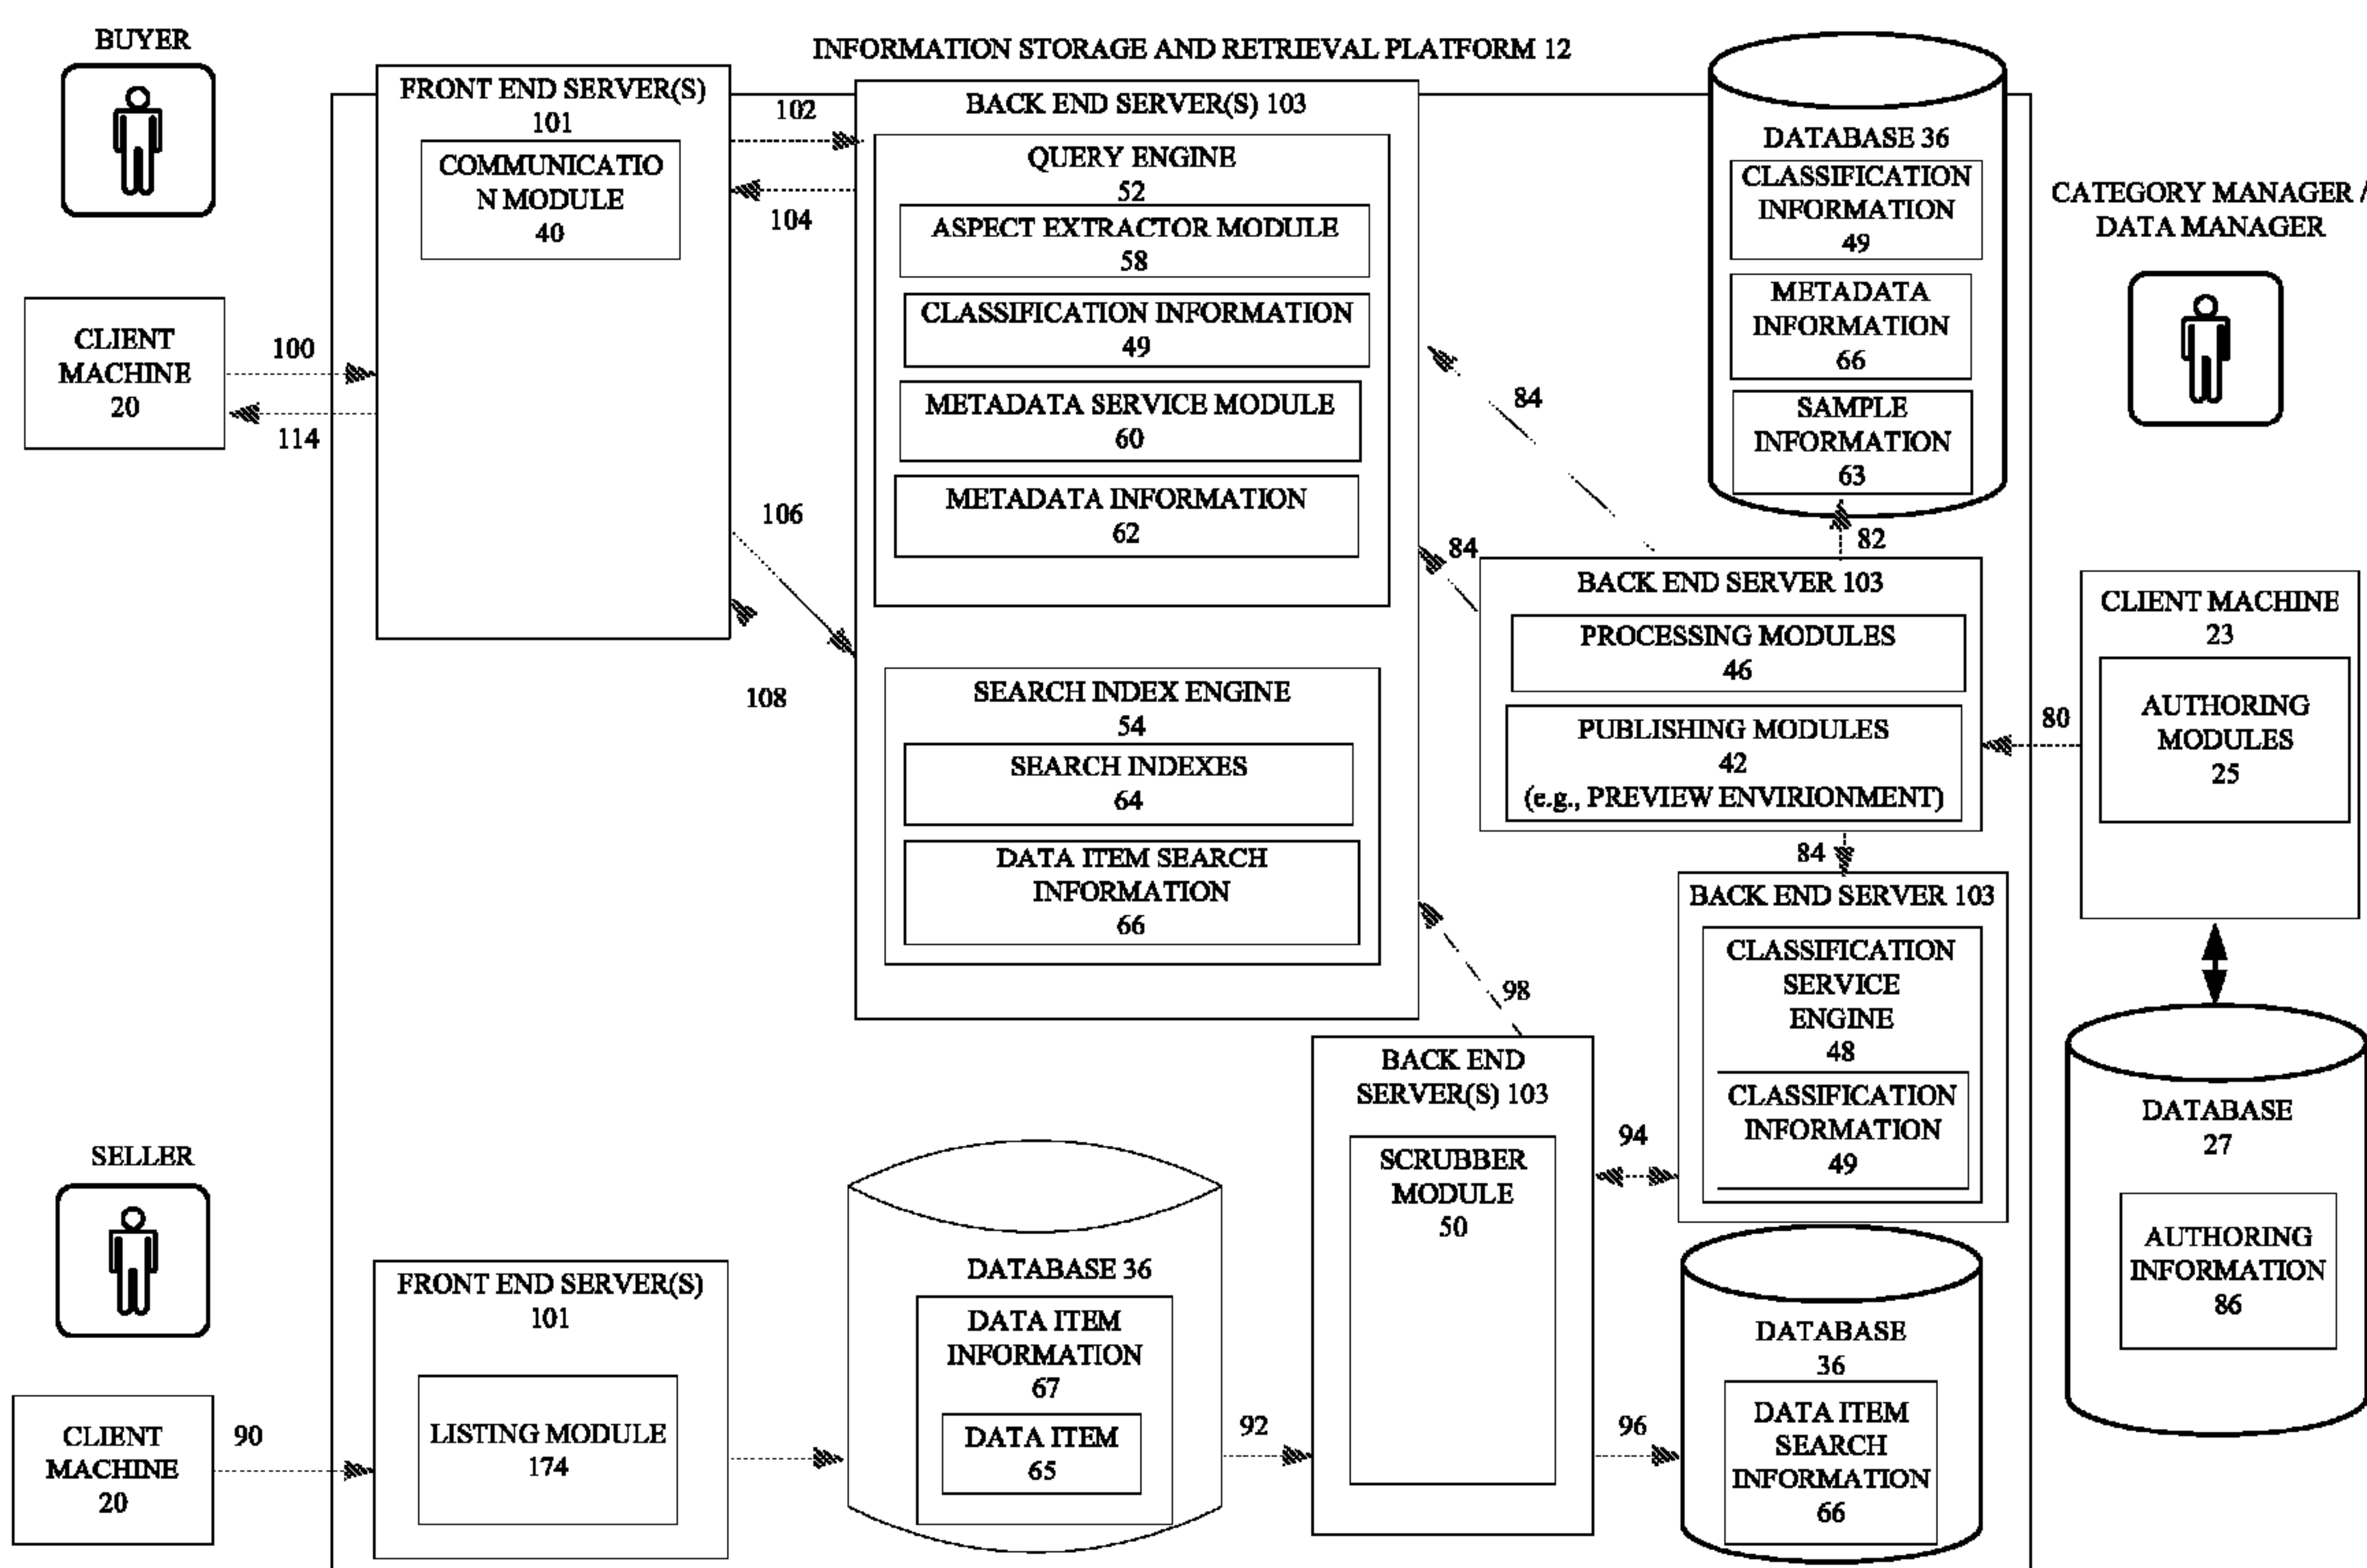 BUYER
CLIENT
MACHINE
20
100
114
INFORMATION STORAGE AND RETRIEVAL PLATFORM 12
FRONT END SERVER(S)
101
COMMUNICATIO
N MODULE
40
102
104
106
108
BACK END SERVER(S) 103
QUERY ENGINE
52
ASPECT EXTRACTOR MODULE
58
CLASSIFICATION INFORMATION
49
METADATA SERVICE MODULE
60
METADATA INFORMATION
62
SEARCH INDEX ENGINE
54
SEARCH INDEXES
64
DATA ITEM SEARCH
INFORMATION
66
84
84
DATABASE 36
CLASSIFICATION
INFORMATION
49
METADATA
INFORMATION
66
SAMPLE
INFORMATION
63
82
CATEGORY MANAGER /
DATA MANAGER
BACK END SERVER 103
PROCESSING MODULES
46
PUBLISHING MODULES
42
(e.g., PREVIEW ENVIRIONMENT)
80
CLIENT MACHINE
23
AUTHORING
MODULES
25
84
BACK END SERVER 103
CLASSIFICATION
SERVICE
ENGINE
48
CLASSIFICATION
INFORMATION
49
98
94
DATABASE
27
AUTHORING
INFORMATION
86
SELLER
CLIENT
MACHINE
20
90
FRONT END SERVER(S)
101
LISTING MODULE
174
DATABASE 36
DATA ITEM
INFORMATION
67
DATA ITEM
65
92
BACK END
SERVER(S) 103
SCRUBBER
MODULE
50
96
DATABASE
36
DATA ITEM
SEARCH
INFORMATION
66